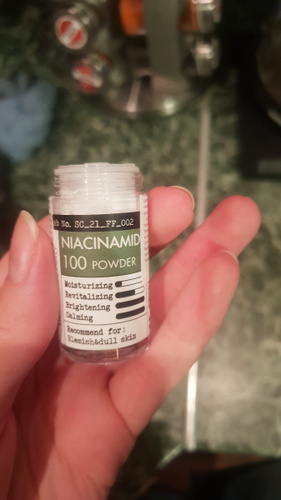 No. SC_21_FF_002
NIACINAMID
100 POWDER
Moisturizing
Revitalizing
Brightening
Calming
Recommend for:
Blemish&dull skin